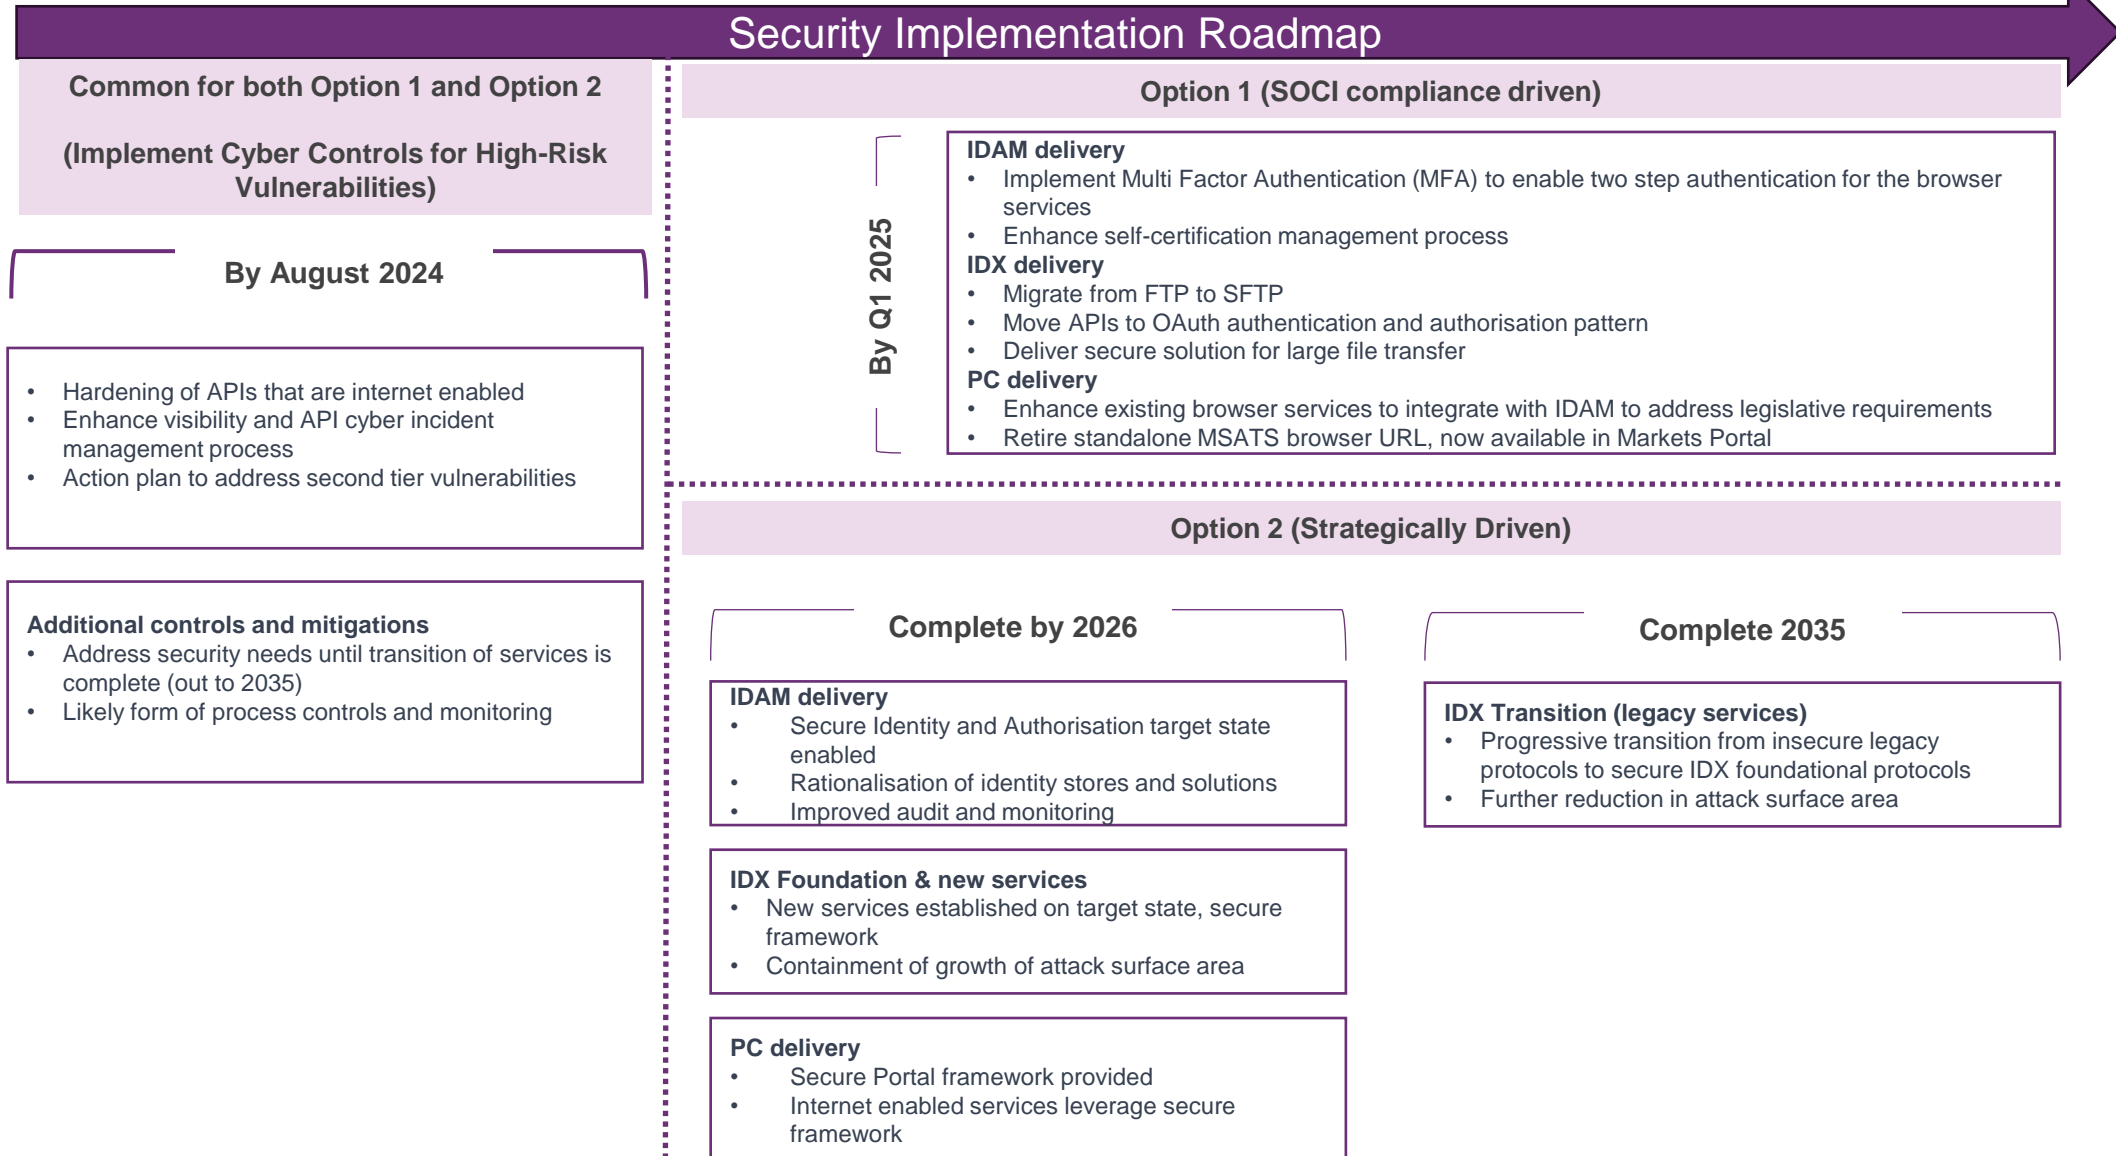 Security Implementation Roadmap
Common for both Option 1 and Option 2
(Implement Cyber Controls for High-Risk
Vulnerabilities)
By August 2024
• Hardening of APIs that are internet enabled
• Enhance visibility and API cyber incident
management process
• Action plan to address second tier vulnerabilities
Additional controls and mitigations
• Address security needs until transition of services is
complete (out to 2035)
• Likely form of process controls and monitoring
Option 1 (SOCI compliance driven)
By Q1 2025
IDAM delivery
• Implement Multi Factor Authentication (MFA) to enable two step authentication for the browser
services
• Enhance self-certification management process
IDX delivery
• Migrate from FTP to SFTP
• Move APIs to OAuth authentication and authorisation pattern
• Deliver secure solution for large file transfer
PC delivery
• Enhance existing browser services to integrate with IDAM to address legislative requirements
• Retire standalone MSATS browser URL, now available in Markets Portal
Option 2 (Strategically Driven)
Complete by 2026
IDAM delivery
• Secure Identity and Authorisation target state
enabled
• Rationalisation of identity stores and solutions
• Improved audit and monitoring
IDX Foundation & new services
• New services established on target state, secure
framework
• Containment of growth of attack surface area
PC delivery
• Secure Portal framework provided
• Internet enabled services leverage secure
framework
Complete 2035
IDX Transition (legacy services)
• Progressive transition from insecure legacy
protocols to secure IDX foundational protocols
• Further reduction in attack surface area